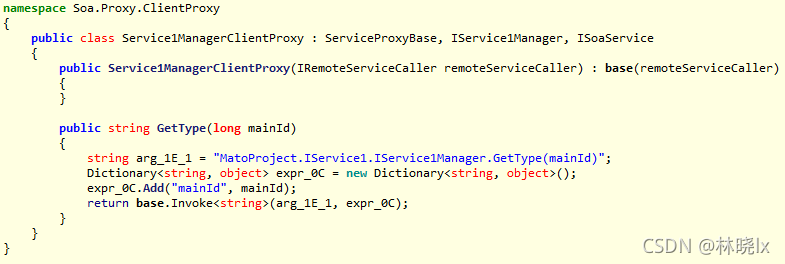 namespace Soa.Proxy.ClientProxy
{
    public class Service1ManagerClientProxy : ServiceProxyBase, IService1Manager, ISoaService
    {
        public Service1ManagerClientProxy(IRemoteServiceCaller remoteServiceCaller) : base(remoteServiceCaller)
        {
        }

        public string GetType(long mainId)
        {
            string arg_1E_1 = "MatoProject.IService1.IService1Manager.GetType(mainId)";
            Dictionary<string, object> expr_0C = new Dictionary<string, object>();
            expr_0C.Add("mainId", mainId);
            return base.Invoke<string>(arg_1E_1, expr_0C);
        }
    }
}
CSDN @林晓lx